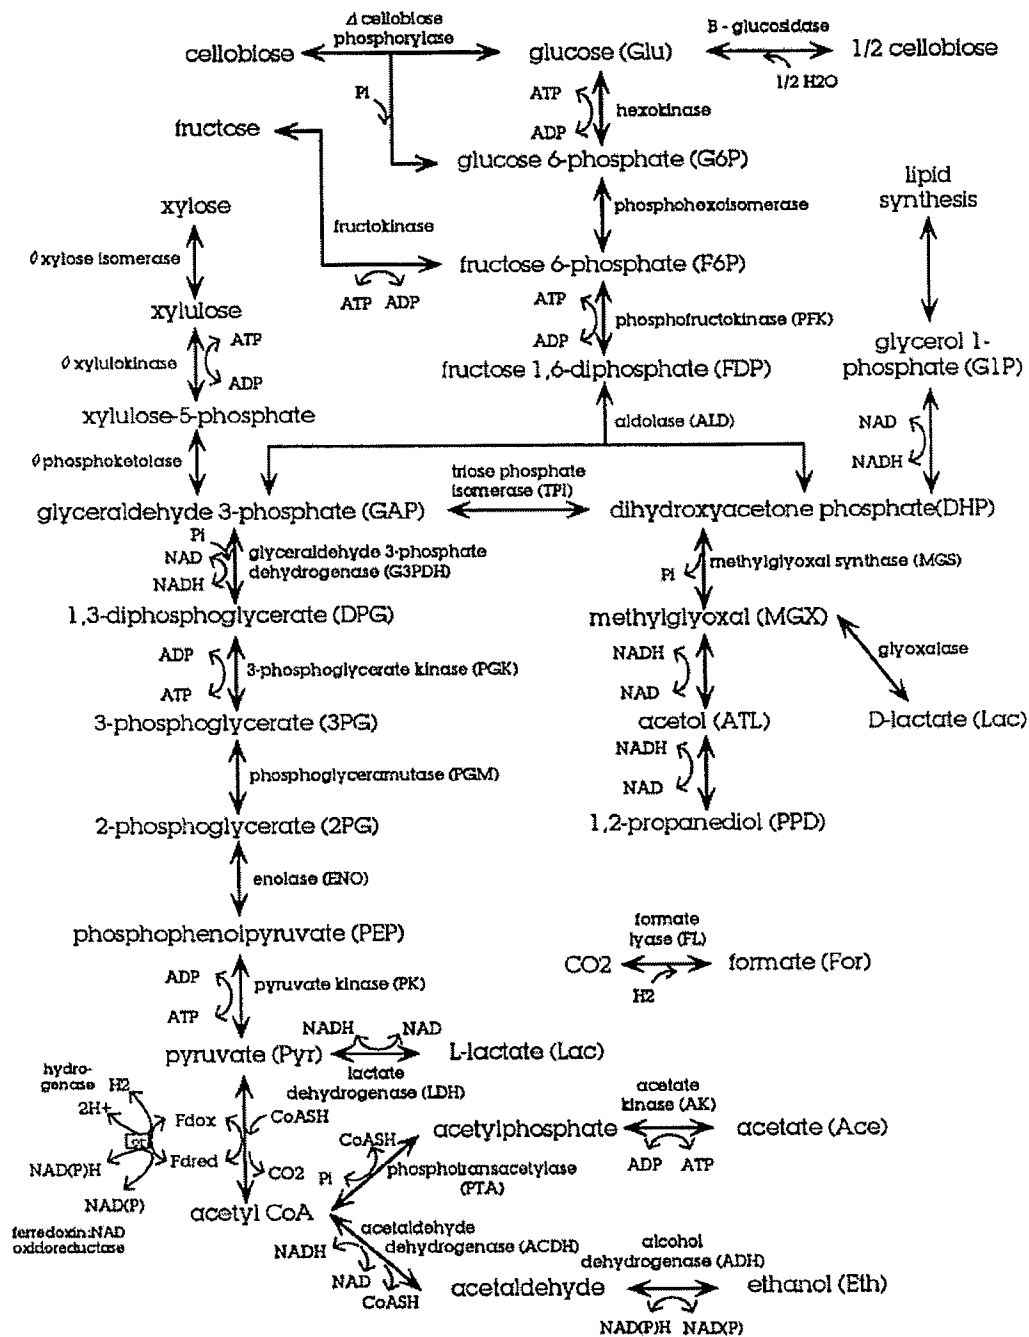 Δ cellobiose
phosphorylase
cellobiose
glucose (Glu)
B - glucosidase
1/2 cellobiose
1/2 H2O
Pi
ATP
ADP
hexokinase
fructose
glucose 6-phosphate (G6P)
lipid
synthesis
xylose
fructokinase
phosphohexoisomerase
◊ xylose isomerase
fructose 6-phosphate (F6P)
ATP ADP
xylulose
ATP
ADP
phosphofructokinase (PFK)
◊ xylulokinase
ATP
ADP
glycerol 1-
phosphate (G1P)
fructose 1,6-diphosphate (FDP)
xylulose-5-phosphate
aldolase (ALD)
NAD
NADH
◊ phosphoketolase
triose phosphate
isomerase (TPI)
glyceraldehyde 3-phosphate (GAP)
dihydroxyacetone phosphate(DHP)
Pi
NAD
NADH
glyceraldehyde 3-phosphate
dehydrogenase (G3PDH)
Pi
methylglyoxal synthase (MGS)
1,3-diphosphoglycerate (DPG)
methylglyoxal (MGX)
ADP
ATP
3-phosphoglycerate kinase (PGK)
NADH
NAD
glyoxalase
3-phosphoglycerate (3PG)
acetol (ATL)
D-lactate (Lac)
phosphoglyceramutase (PGM)
NADH
NAD
2-phosphoglycerate (2PG)
1,2-propanediol (PPD)
enolase (ENO)
phosphophenolpyruvate (PEP)
formate
lyase (FL)
CO2
formate (For)
H2
ADP
ATP
pyruvate kinase (PK)
NADH NAD
pyruvate (Pyr)
L-lactate (Lac)
lactate
dehydrogenase (LDH)
hydro-
genase
H2
2H+
Fdox
CoASH
NAD(P)H
Fdred
CO2
NAD(P)
ferredoxin:NAD
oxidoreductase
CoASH
Pi
acetylphosphate
phosphotransacetylase
(PTA)
acetate
kinase (AK)
acetate (Ace)
ADP ATP
acetyl CoA
acetaldehyde
dehydrogenase (ACDH)
NADH
NAD
CoASH
acetaldehyde
alcohol
dehydrogenase (ADH)
ethanol (Eth)
NAD(P)H NAD(P)